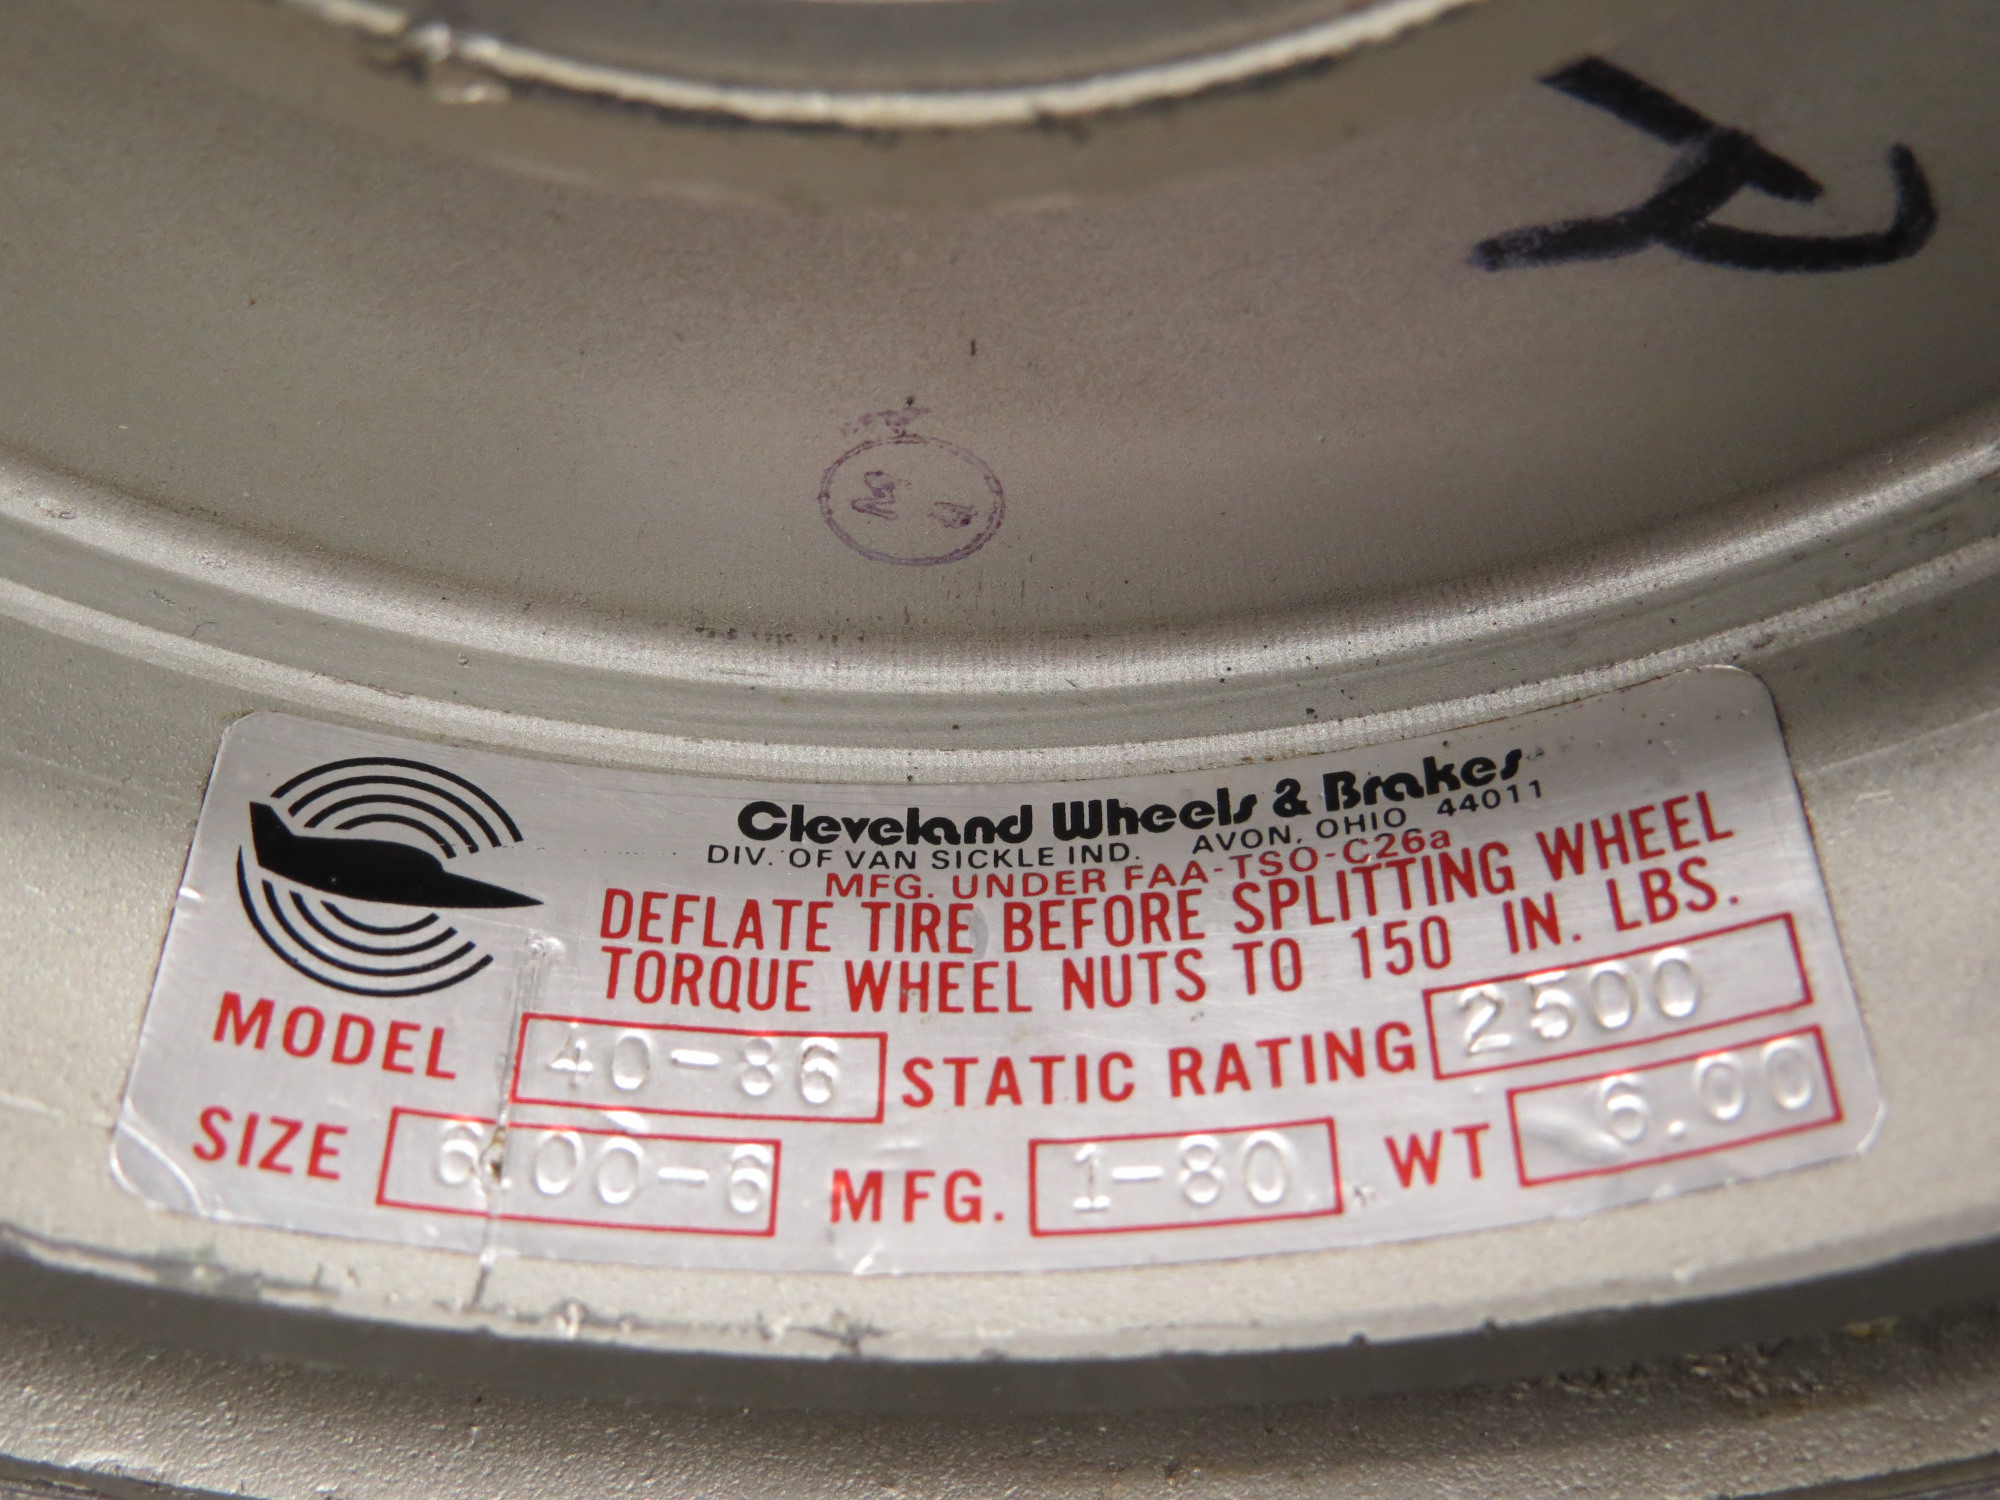 R
Cleveland Wheels & Brakes
DIV. OF VAN SICKLE IND. AVON, OHIO 44011
MFG. UNDER FAA-TSO-C26a
DEFLATE TIRE BEFORE SPLITTING WHEEL
TORQUE WHEEL NUTS TO 150 IN. LBS.
MODEL 40-86 STATIC RATING 2500
SIZE 6.00-6 MFG. 1-80 WT 6.00